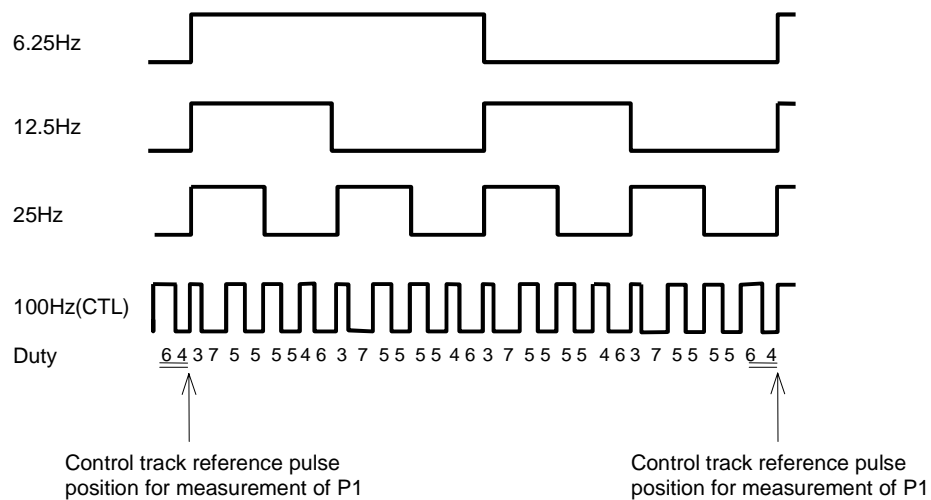 6.25Hz
12.5Hz
25Hz
100Hz(CTL)
Duty 6 4 3 7 5 5 5 5 4 6 3 7 5 5 5 5 4 6 3 7 5 5 5 5 4 6 3 7 5 5 5 5 6 4
Control track reference pulse
position for measurement of P1
Control track reference pulse
position for measurement of P1